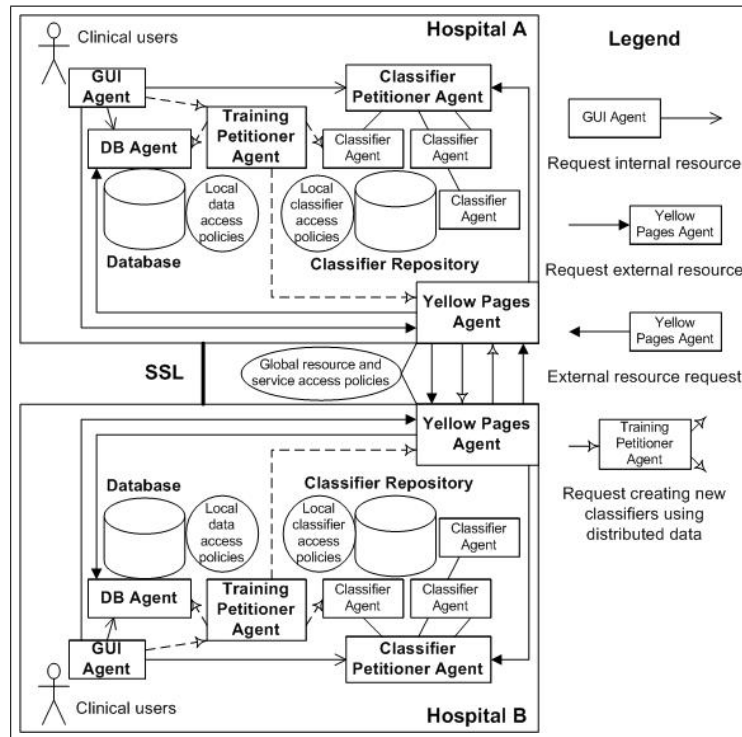 Clinical users
Hospital A
GUI
Agent
Classifier
Petitioner Agent
Training
Petitioner
Agent
DB Agent
Classifier
Agent
Classifier
Agent
Classifier
Agent
Local
data
access
policies
Local
classifier
access
policies
Database
Classifier Repository
Yellow Pages
Agent
SSL
Global resource and
service access policies
Yellow Pages
Agent
Database
Classifier Repository
Local
data
access
policies
Local
classifier
access
policies
Classifier
Agent
DB Agent
Training
Petitioner
Agent
Classifier
Agent
Classifier
Agent
GUI
Agent
Classifier
Petitioner Agent
Clinical users
Hospital B
Legend
GUI Agent
Request internal resource
Yellow
Pages Agent
Request external resource
Yellow
Pages Agent
External resource request
Training
Petitioner
Agent
Request creating new
classifiers using
distributed data